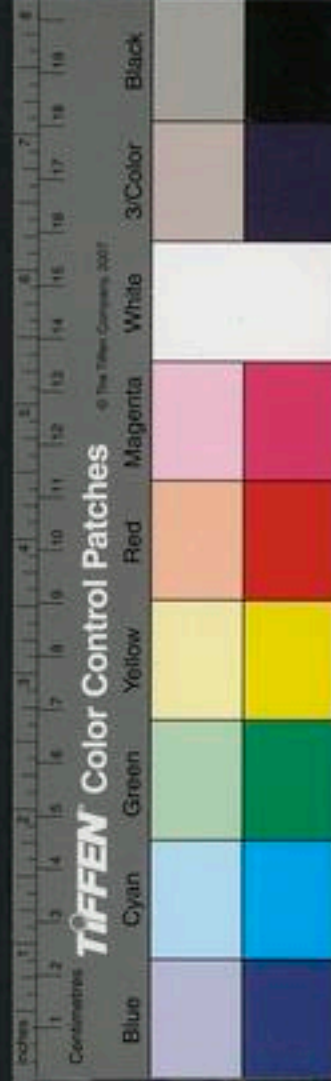 Inches 1 2 3 4 5 6 7 8
Centimetres 1 2 3 4 5 6 7 8 9 10 11 12 13 14 15 16 17 18 19
TIFFEN Color Control Patches © The Tiffen Company, 2007
Blue Cyan Green Yellow Red Magenta White 3/Color Black